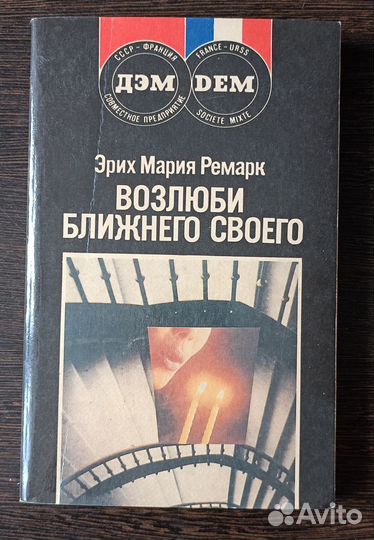 СССР - ФРАНЦИЯ
ДЭМ
СОВМЕСТНОЕ ПРЕДПРИЯТИЕ
FRANCE - URSS
DEM
SOCIETE MIXTE
Эрих Мария Ремарк
ВОЗЛЮБИ
БЛИЖНЕГО СВОЕГО
Avito